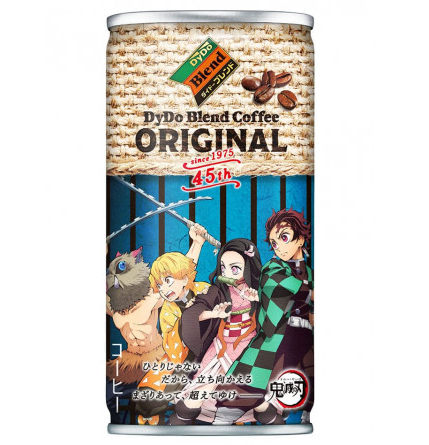 DyDo
Blend
ダイドーブレンド
DyDo Blend Coffee
ORIGINAL
since 1975
45th
コーヒー
ひとりじゃない
だから、立ち向かえる
まざりあって、超えてゆけ
鬼滅の刃